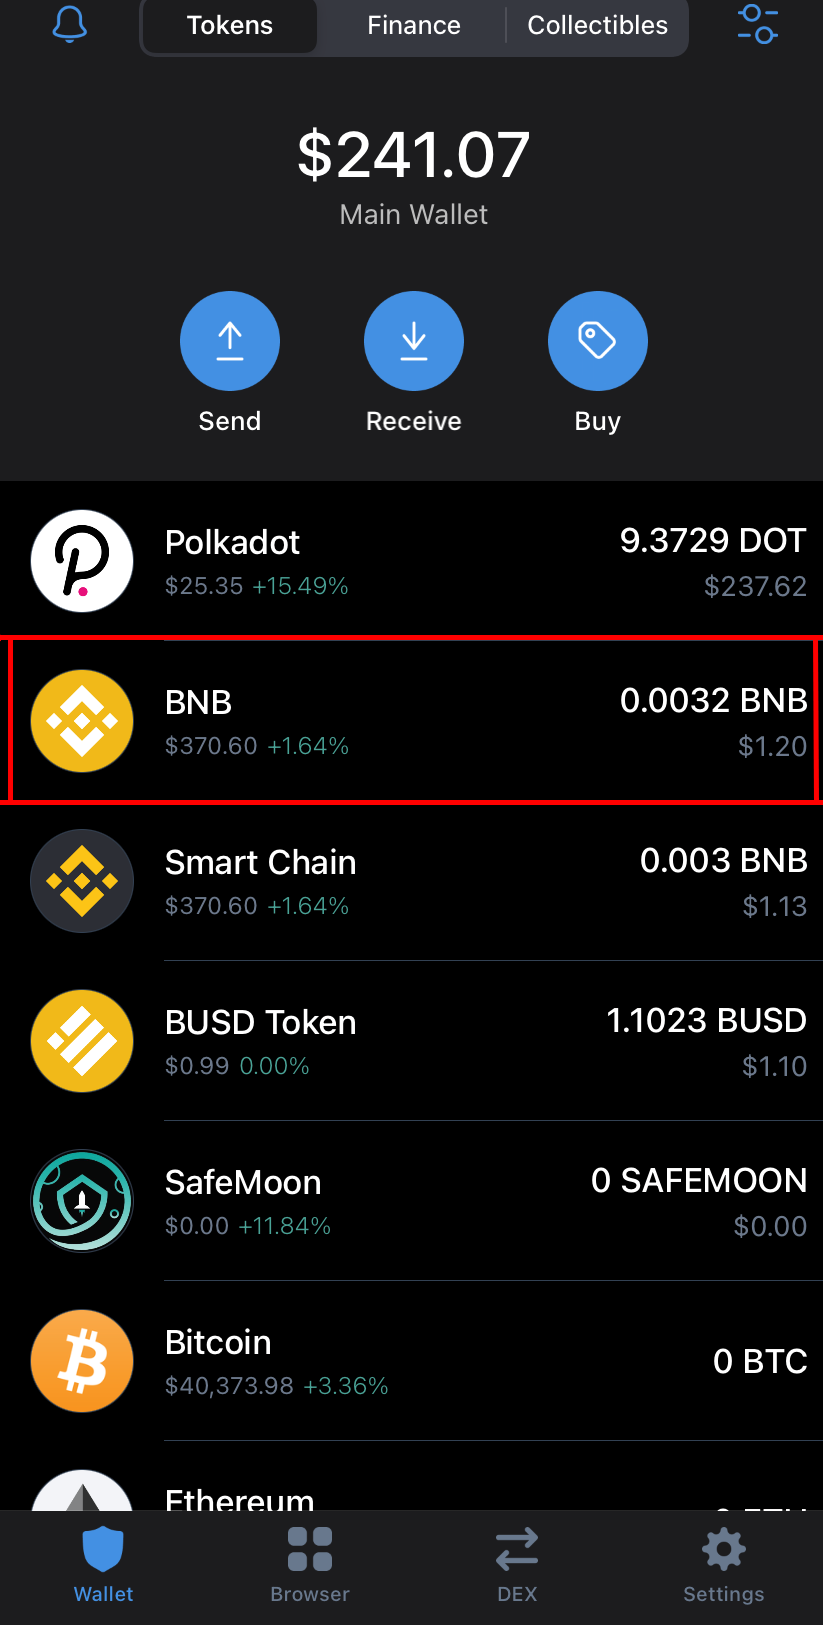 Tokens Finance Collectibles
$241.07
Main Wallet
Send Receive Buy
Polkadot 9.3729 DOT
$25.35 +15.49% $237.62
BNB 0.0032 BNB
$370.60 +1.64% $1.20
Smart Chain 0.003 BNB
$370.60 +1.64% $1.13
BUSD Token 1.1023 BUSD
$0.99 0.00% $1.10
SafeMoon 0 SAFEMOON
$0.00 +11.84% $0.00
Bitcoin 0 BTC
$40,373.98 +3.36%
Ethereum 0 ETH
Wallet Browser DEX Settings